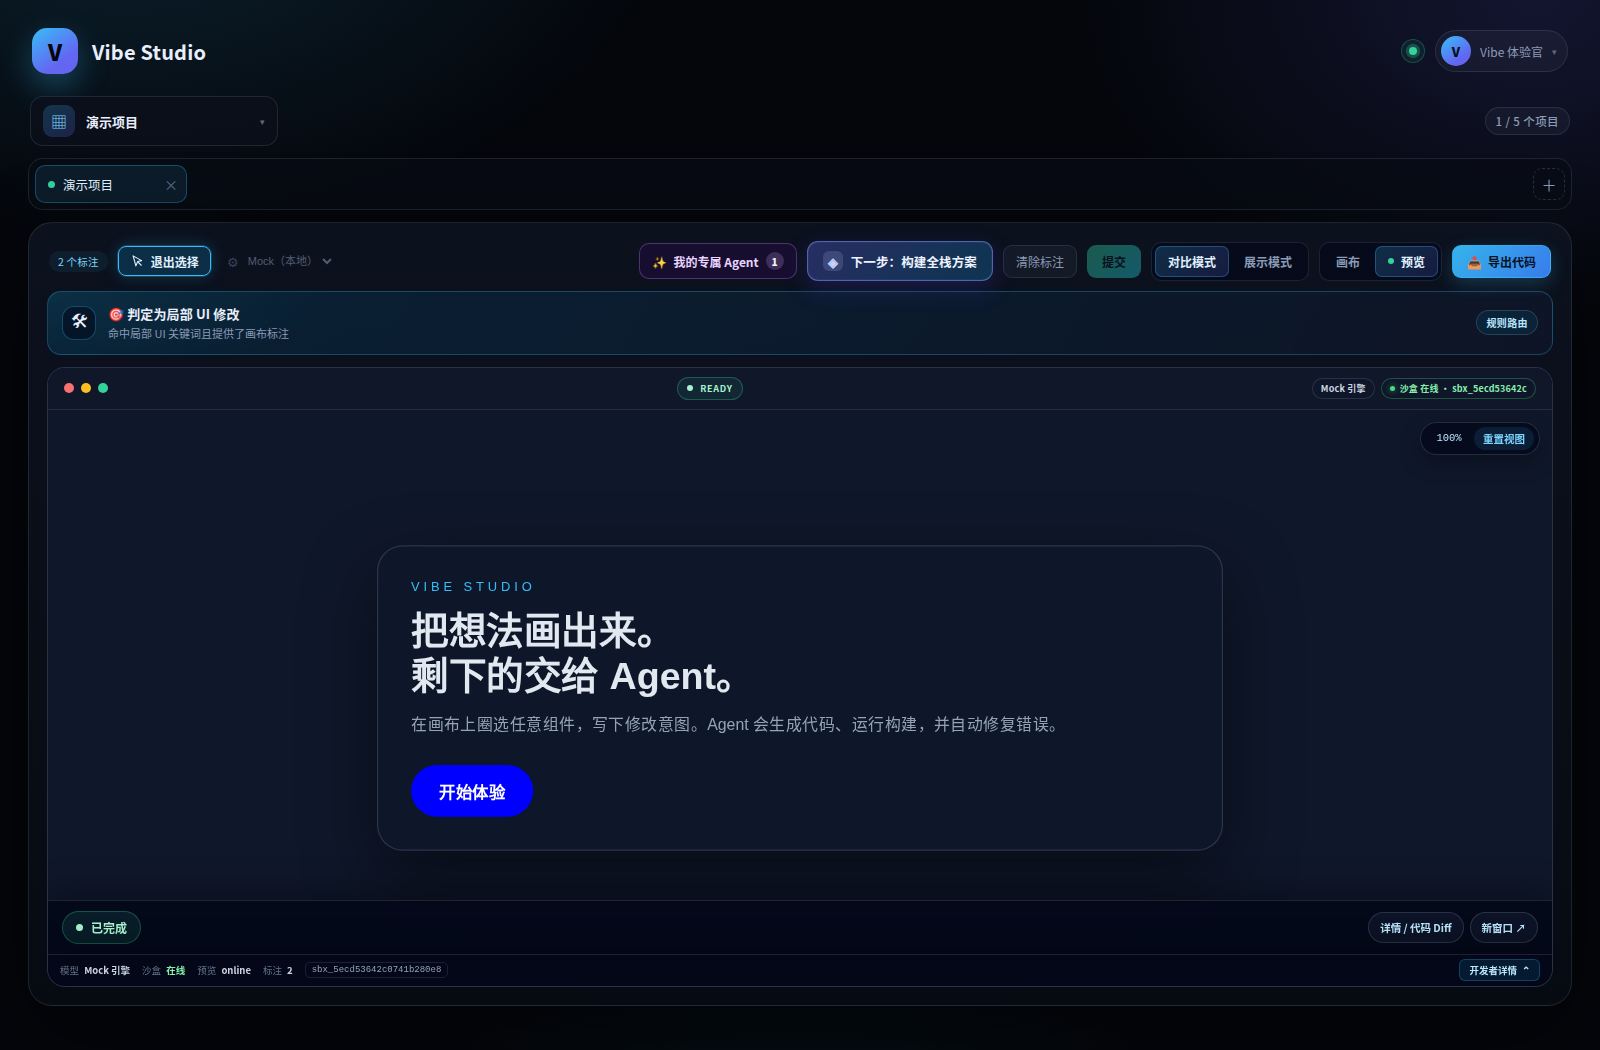 V
Vibe Studio
V
Vibe 体验官
演示项目
1 / 5 个项目
演示项目
2 个标注
退出选择
Mock（本地）
✨ 我的专属 Agent 1
下一步：构建全栈方案
清除标注
提交
对比模式
展示模式
画布
预览
📤 导出代码
🎯 判定为局部 UI 修改
命中局部 UI 关键词且提供了画布标注
规则路由
READY
Mock 引擎
沙盒 在线 · sbx_5ecd53642c
100%
重置视图
VIBE STUDIO
把想法画出来。
剩下的交给 Agent。
在画布上圈选任意组件，写下修改意图。Agent 会生成代码、运行构建，并自动修复错误。
开始体验
已完成
详情 / 代码 Diff
新窗口 ↗
模型 Mock 引擎 沙盒 在线 预览 online 标注 2 sbx_5ecd53642c0741b280e8
开发者详情 ⌃